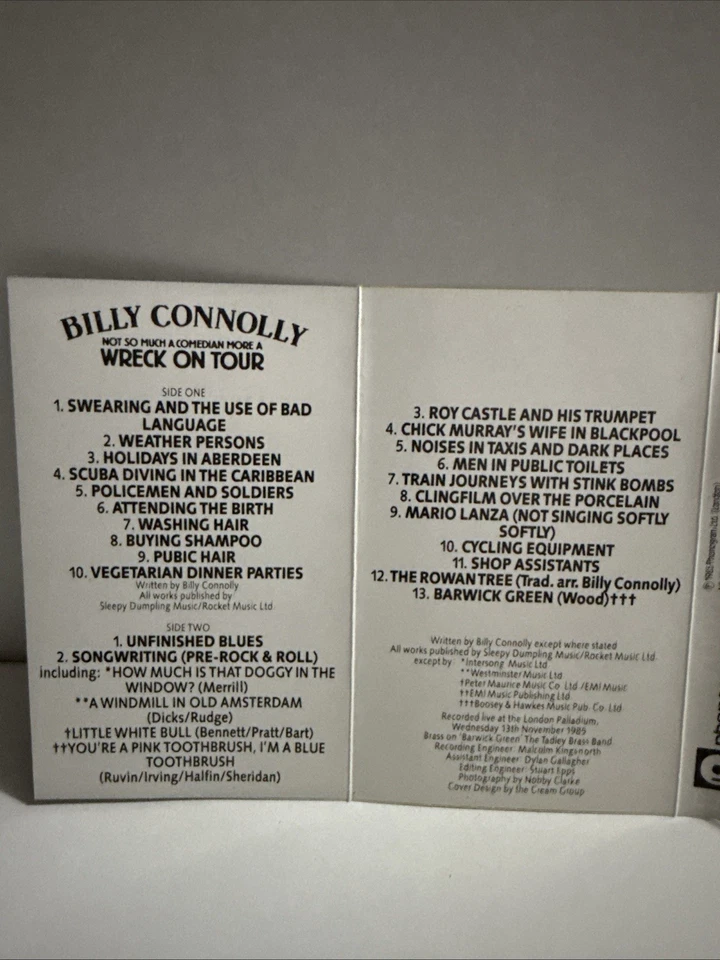 BILLY CONNOLLY
NOT SO MUCH A COMEDIAN MORE A
WRECK ON TOUR
SIDE ONE
1. SWEARING AND THE USE OF BAD
LANGUAGE
2. WEATHER PERSONS
3. HOLIDAYS IN ABERDEEN
4. SCUBA DIVING IN THE CARIBBEAN
5. POLICEMEN AND SOLDIERS
6. ATTENDING THE BIRTH
7. WASHING HAIR
8. BUYING SHAMPOO
9. PUBIC HAIR
10. VEGETARIAN DINNER PARTIES
Written by Billy Connolly
All works published by
Sleepy Dumpling Music/Rocket Music Ltd
SIDE TWO
1. UNFINISHED BLUES
2. SONGWRITING (PRE-ROCK & ROLL)
including: *HOW MUCH IS THAT DOGGY IN THE
WINDOW? (Merrill)
**A WINDMILL IN OLD AMSTERDAM
(Dicks/Rudge)
†LITTLE WHITE BULL (Bennett/Pratt/Bart)
††YOU'RE A PINK TOOTHBRUSH, I'M A BLUE
TOOTHBRUSH
(Ruvin/Irving/Halfin/Sheridan)
3. ROY CASTLE AND HIS TRUMPET
4. CHICK MURRAY'S WIFE IN BLACKPOOL
5. NOISES IN TAXIS AND DARK PLACES
6. MEN IN PUBLIC TOILETS
7. TRAIN JOURNEYS WITH STINK BOMBS
8. CLINGFILM OVER THE PORCELAIN
9. MARIO LANZA (NOT SINGING SOFTLY
SOFTLY)
10. CYCLING EQUIPMENT
11. SHOP ASSISTANTS
12. THE ROWAN TREE (Trad. arr. Billy Connolly)
13. BARWICK GREEN (Wood)†††
Written by Billy Connolly except where stated
All works published by Sleepy Dumpling Music/Rocket Music Ltd.
except by *Intersong Music Ltd
**Westminster Music Ltd
†Peter Maurice Music Co Ltd /EMI Music
††EMI Music Publishing Ltd
†††Boosey & Hawkes Music Pub. Co. Ltd
Recorded live at the London Palladium,
Wednesday 13th November 1985
Brass on 'Barwick Green' The Tadley Brass Band
Recording Engineer Malcolm Kingsnorth
Assistant Engineer Dylan Gallagher
Editing Engineer Stuart Epps
Photography by Nobby Clarke
Cover Design by the Cream Group
℗ 1985 Phonogram Ltd. (London)